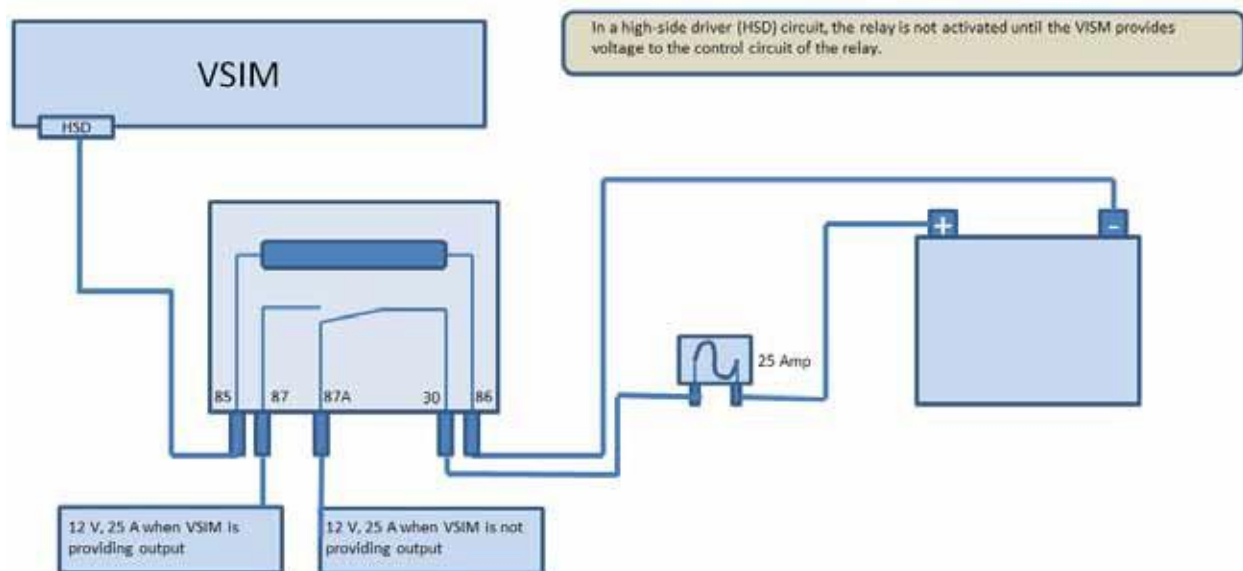 VSIM
HSD
In a high-side driver (HSD) circuit, the relay is not activated until the VISM provides
voltage to the control circuit of the relay.
+
-
25 Amp
85
87
87A
30
86
12 V, 25 A when VSIM is
providing output
12 V, 25 A when VSIM is not
providing output